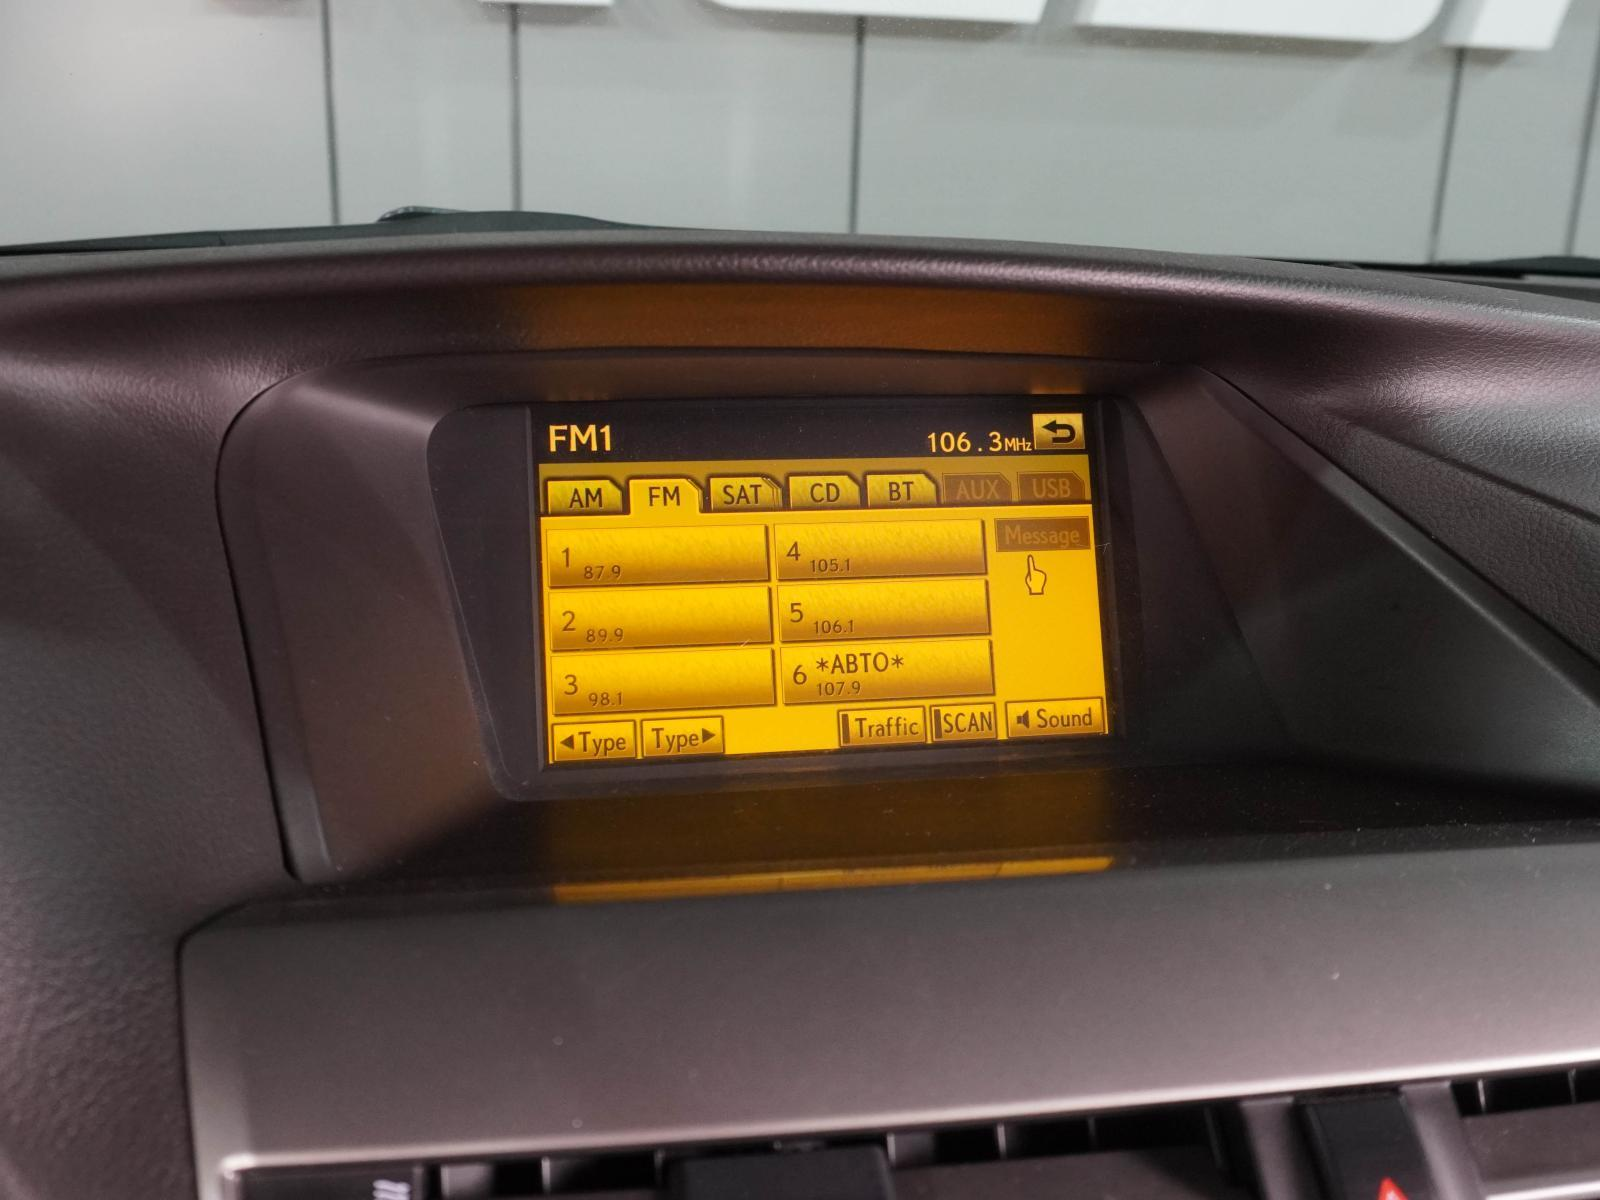 FM1
106.3MHz
AM FM SAT CD BT AUX USB
1 87.9
4 105.1
Message
2 89.9
5 106.1
3 98.1
6 *ABTO*
107.9
◀Type Type▶ Traffic SCAN Sound